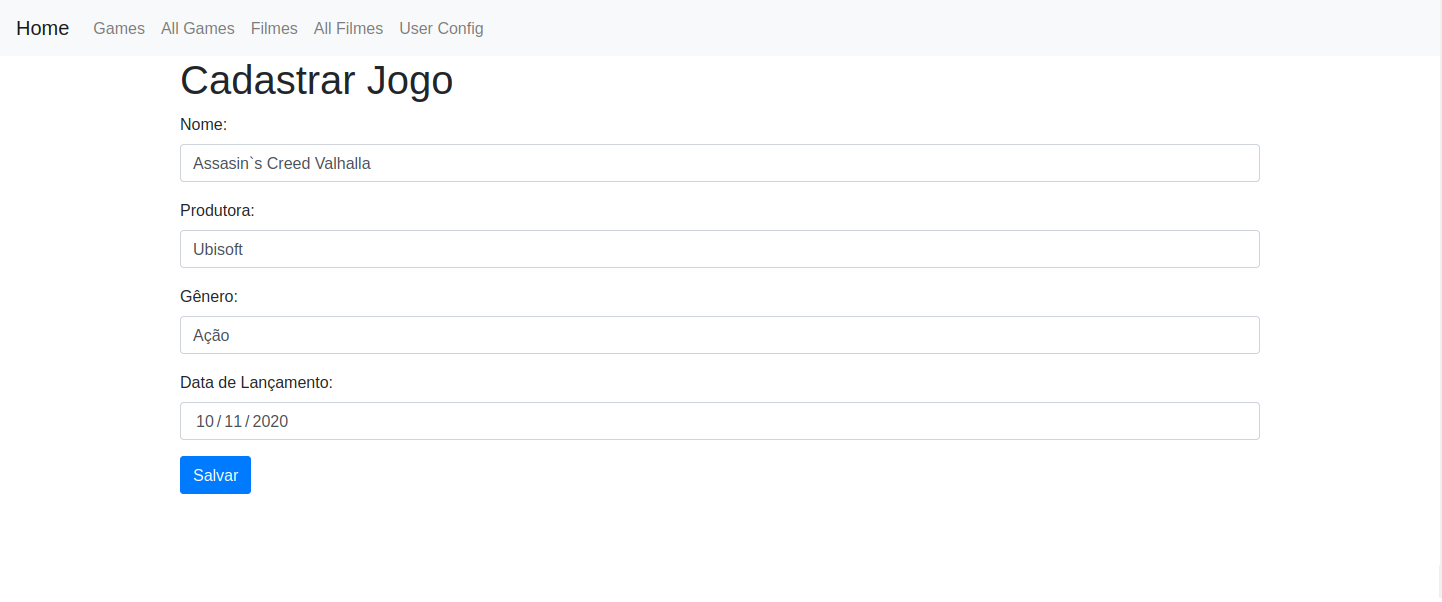 Home Games All Games Filmes All Filmes User Config
Cadastrar Jogo
Nome:
Assasin`s Creed Valhalla
Produtora:
Ubisoft
Gênero:
Ação
Data de Lançamento:
10/11/2020
Salvar